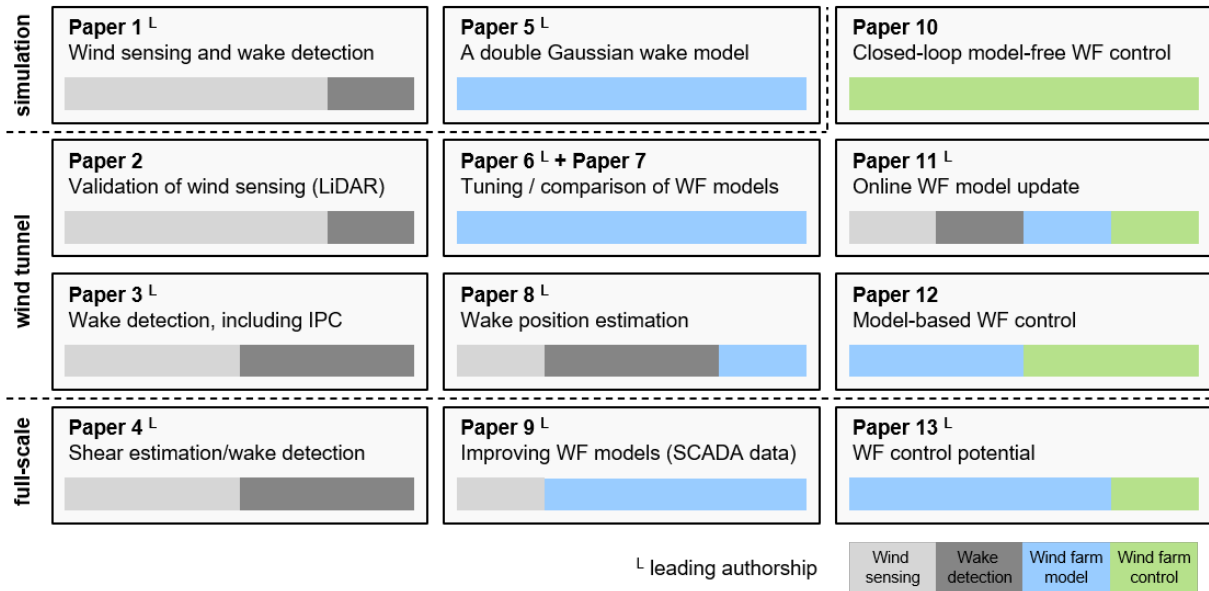 simulation
Paper 1 L
Wind sensing and wake detection
Paper 5 L
A double Gaussian wake model
Paper 10
Closed-loop model-free WF control
wind tunnel
Paper 2
Validation of wind sensing (LiDAR)
Paper 6 L + Paper 7
Tuning / comparison of WF models
Paper 11 L
Online WF model update
Paper 3 L
Wake detection, including IPC
Paper 8 L
Wake position estimation
Paper 12
Model-based WF control
full-scale
Paper 4 L
Shear estimation/wake detection
Paper 9 L
Improving WF models (SCADA data)
Paper 13 L
WF control potential
L leading authorship
Wind
sensing
Wake
detection
Wind farm
model
Wind farm
control